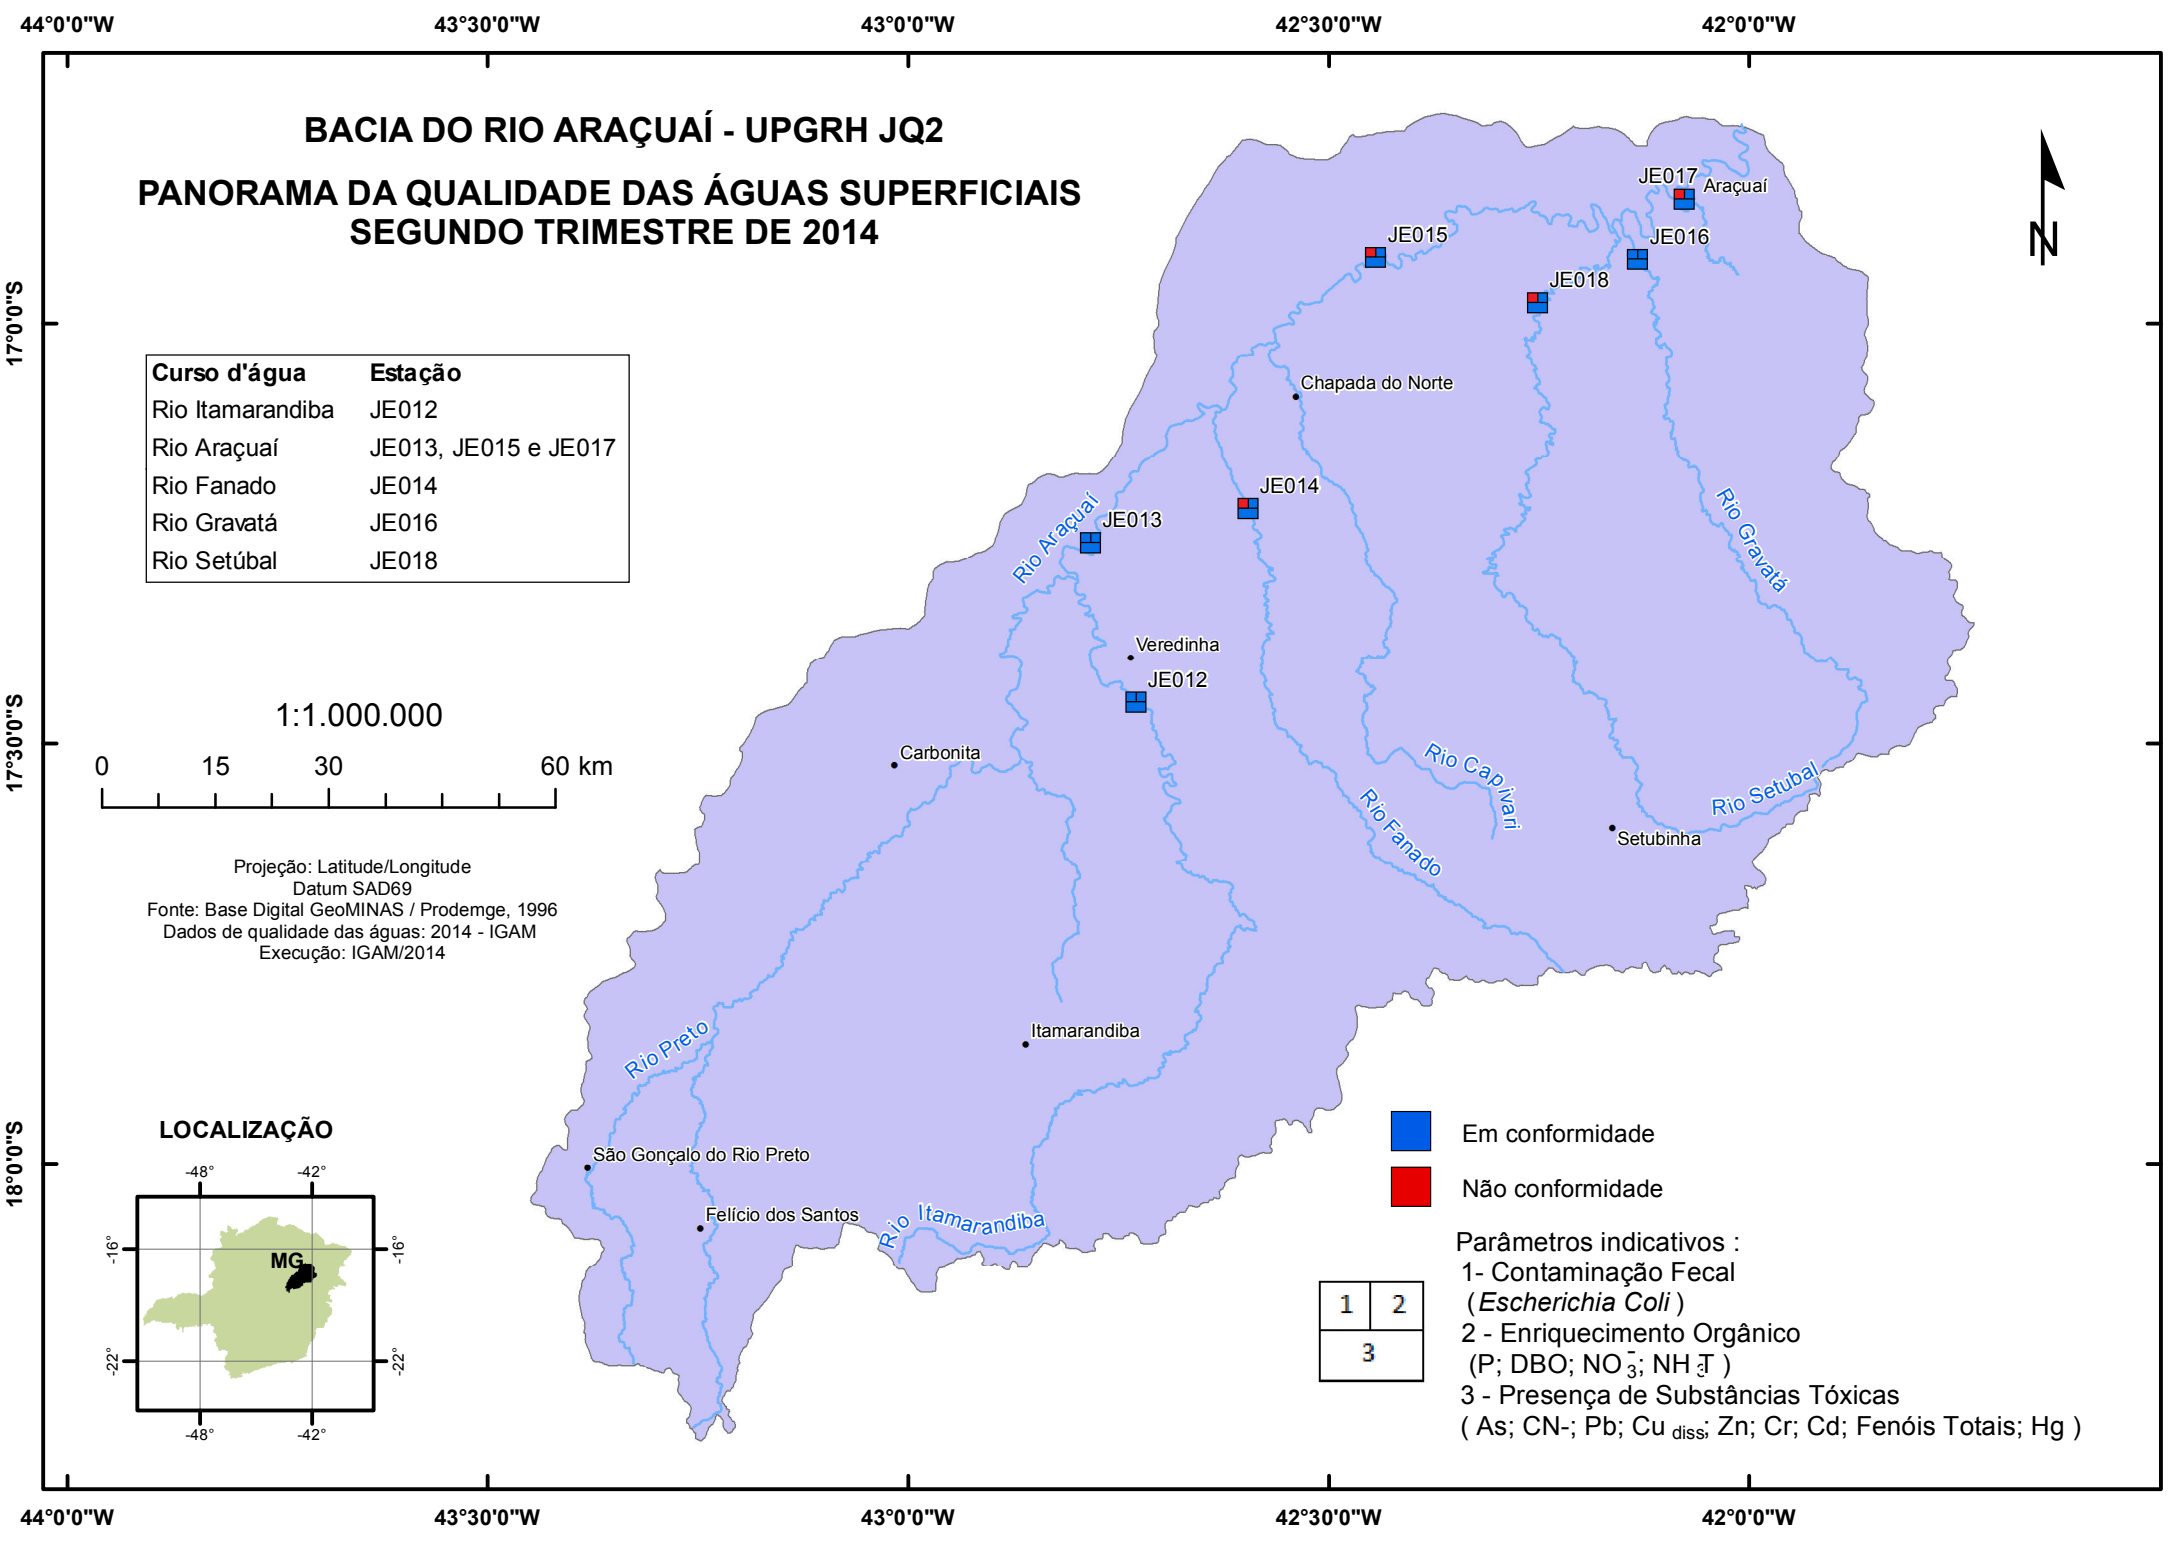 44°0'0"W 43°30'0"W 43°0'0"W 42°30'0"W 42°0'0"W
BACIA DO RIO ARAÇUAÍ - UPGRH JQ2
PANORAMA DA QUALIDADE DAS ÁGUAS SUPERFICIAIS
SEGUNDO TRIMESTRE DE 2014
N
17°0'0"S
17°30'0"S
18°0'0"S
Curso d'água Estação
Rio Itamarandiba JE012
Rio Araçuaí JE013, JE015 e JE017
Rio Fanado JE014
Rio Gravatá JE016
Rio Setúbal JE018
1:1.000.000
0 15 30 60 km
Projeção: Latitude/Longitude
Datum SAD69
Fonte: Base Digital GeoMINAS / Prodemge, 1996
Dados de qualidade das águas: 2014 - IGAM
Execução: IGAM/2014
JE017
Araçuaí
JE015
JE016
JE018
Chapada do Norte
JE014
Rio Araçuaí
JE013
Rio Gravatá
Veredinha
JE012
Carbonita
Rio Capivari
Rio Setubal
Rio Fanado
Setubinha
Rio Preto
Itamarandiba
São Gonçalo do Rio Preto
Felício dos Santos
Rio Itamarandiba
LOCALIZAÇÃO
-48° -42°
-16° -16°
MG
-22° -22°
-48° -42°
Em conformidade
Não conformidade
Parâmetros indicativos :
1- Contaminação Fecal
(Escherichia Coli )
2 - Enriquecimento Orgânico
(P; DBO; NO3-; NH3T )
3 - Presença de Substâncias Tóxicas
( As; CN-; Pb; Cu diss; Zn; Cr; Cd; Fenóis Totais; Hg )
1 2
3
44°0'0"W 43°30'0"W 43°0'0"W 42°30'0"W 42°0'0"W